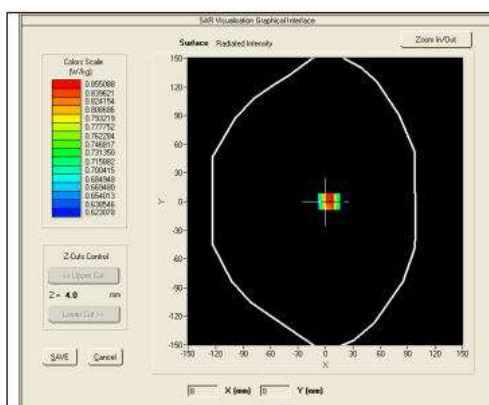 SAR Visualisation Graphical Interface
Surface Radiated Intensity
Zoom In/Out
Colors Scale
(W/kg)
0.855088
0.839621
0.824154
0.808686
0.793219
0.777752
0.762284
0.746817
0.731350
0.715882
0.700415
0.684948
0.669480
0.654013
0.638546
0.623078
Z-Cuts Control
<< Upper Cut
Z = 4.0 mm
Lower Cut >>
SAVE
Cancel
150
120
90
60
30
0
-30
-60
-90
-120
-150
Y
-150 -120 -90 -60 -30 0 30 60 90 120 150
X
0 X (mm) 0 Y (mm)